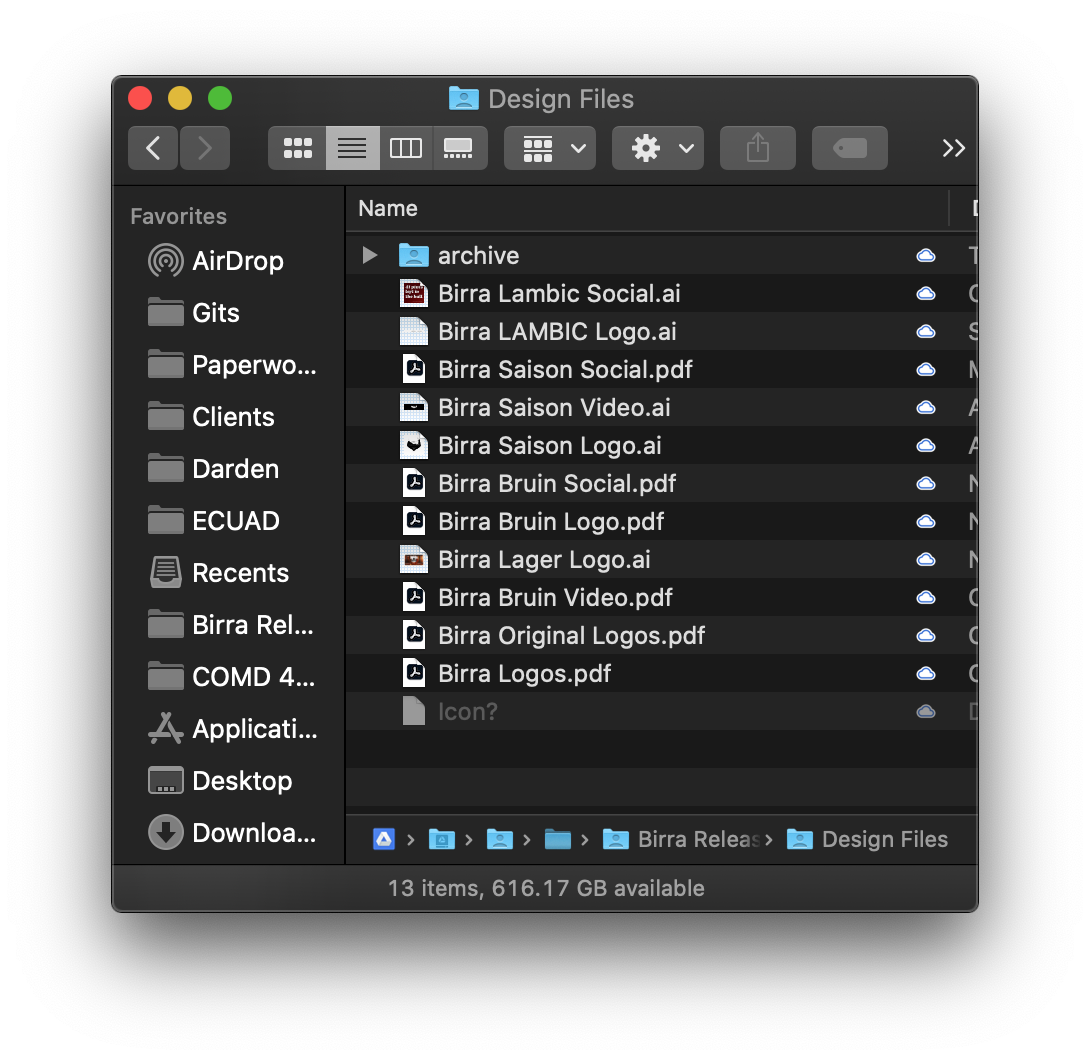 Design Files
Favorites
AirDrop
Gits
Paperwo...
Clients
Darden
ECUAD
Recents
Birra Rel...
COMD 4...
Applicati...
Desktop
Downloa...
Name
archive
Birra Lambic Social.ai
Birra LAMBIC Logo.ai
Birra Saison Social.pdf
Birra Saison Video.ai
Birra Saison Logo.ai
Birra Bruin Social.pdf
Birra Bruin Logo.pdf
Birra Lager Logo.ai
Birra Bruin Video.pdf
Birra Original Logos.pdf
Birra Logos.pdf
Icon?
Birra Releas › Design Files
13 items, 616.17 GB available